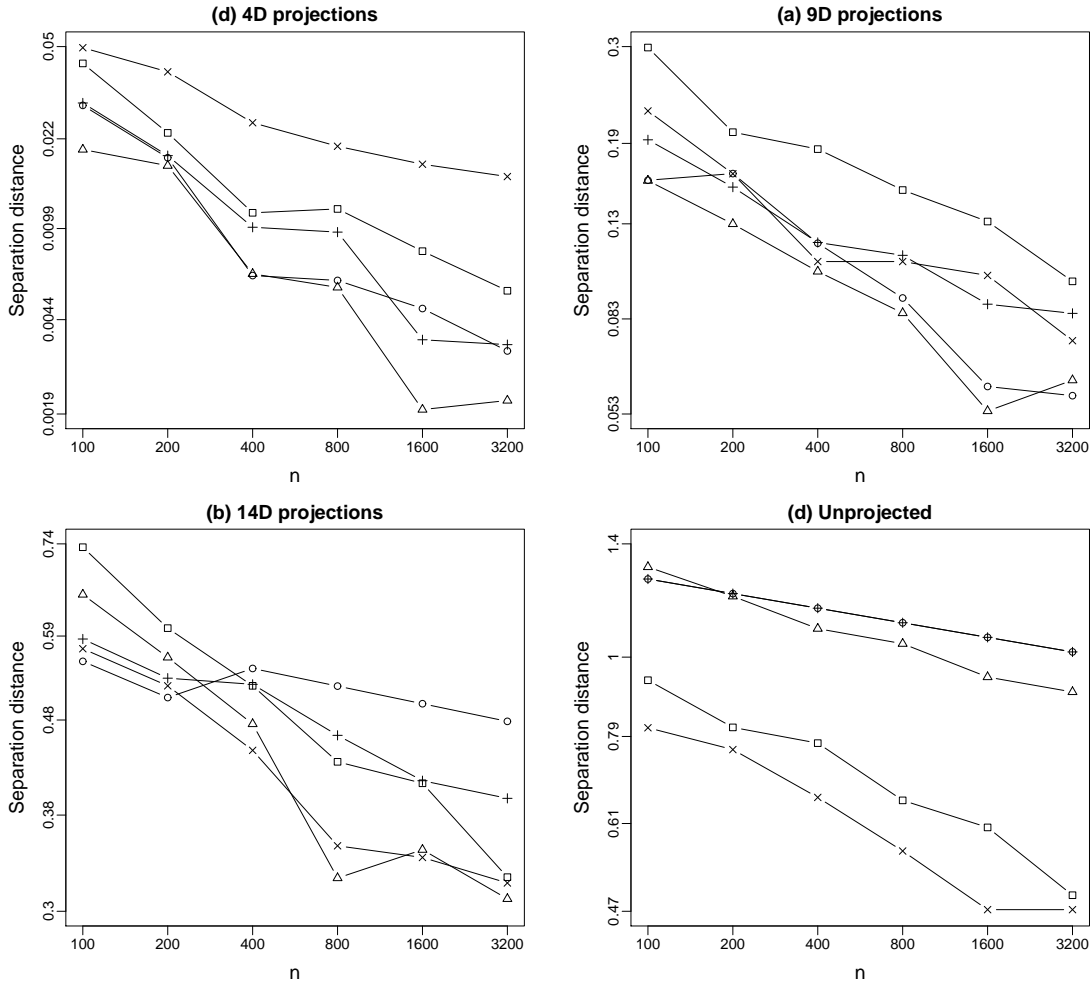 (d) 4D projections
Separation distance
0.05
0.022
0.0099
0.0044
0.0019
100 200 400 800 1600 3200
n
(a) 9D projections
Separation distance
0.3
0.19
0.13
0.083
0.053
100 200 400 800 1600 3200
n
(b) 14D projections
Separation distance
0.74
0.59
0.48
0.38
0.3
100 200 400 800 1600 3200
n
(d) Unprojected
Separation distance
1.4
1
0.79
0.61
0.47
100 200 400 800 1600 3200
n